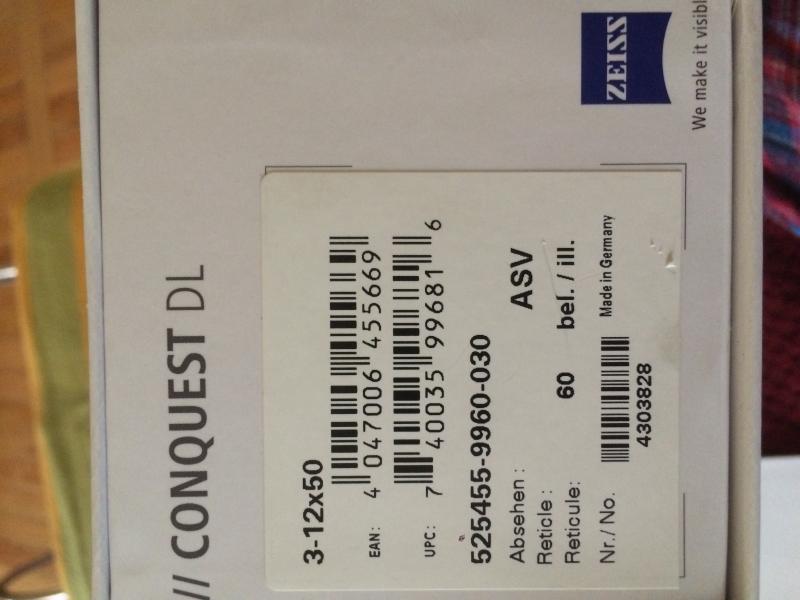 ZEISS
We make it visibl
// CONQUEST DL
3-12x50
EAN: 4 047006 455669
UPC: 7 40035 99681 6
525455-9960-030
ASV
Absehen :
Reticle : 60 bel. / ill.
Reticule:
Nr./ No. Made in Germany
4303828